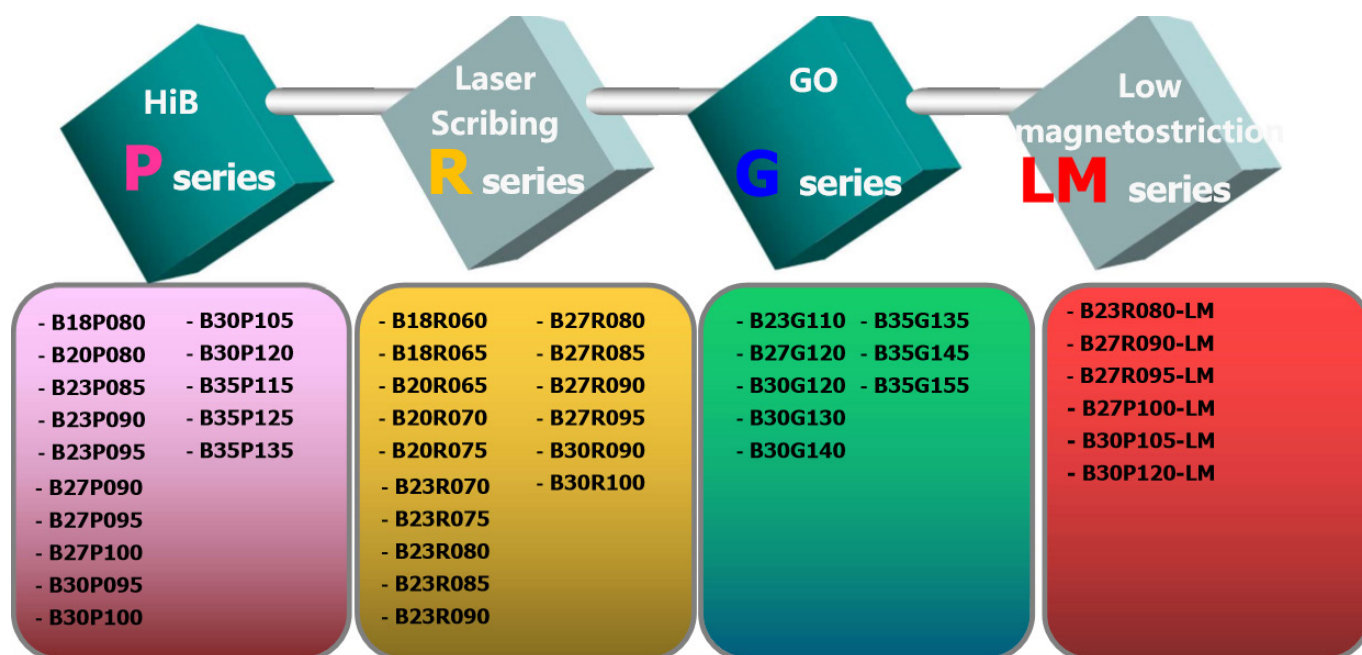 HiB
P series
Laser
Scribing
R series
GO
G series
Low
magnetostriction
LM series
- B18P080
- B20P080
- B23P085
- B23P090
- B23P095
- B27P090
- B27P095
- B27P100
- B30P095
- B30P100
- B30P105
- B30P120
- B35P115
- B35P125
- B35P135
- B18R060
- B18R065
- B20R065
- B20R070
- B20R075
- B23R070
- B23R075
- B23R080
- B23R085
- B23R090
- B27R080
- B27R085
- B27R090
- B27R095
- B30R090
- B30R100
- B23G110
- B27G120
- B30G120
- B30G130
- B30G140
- B35G135
- B35G145
- B35G155
- B23R080-LM
- B27R090-LM
- B27R095-LM
- B27P100-LM
- B30P105-LM
- B30P120-LM